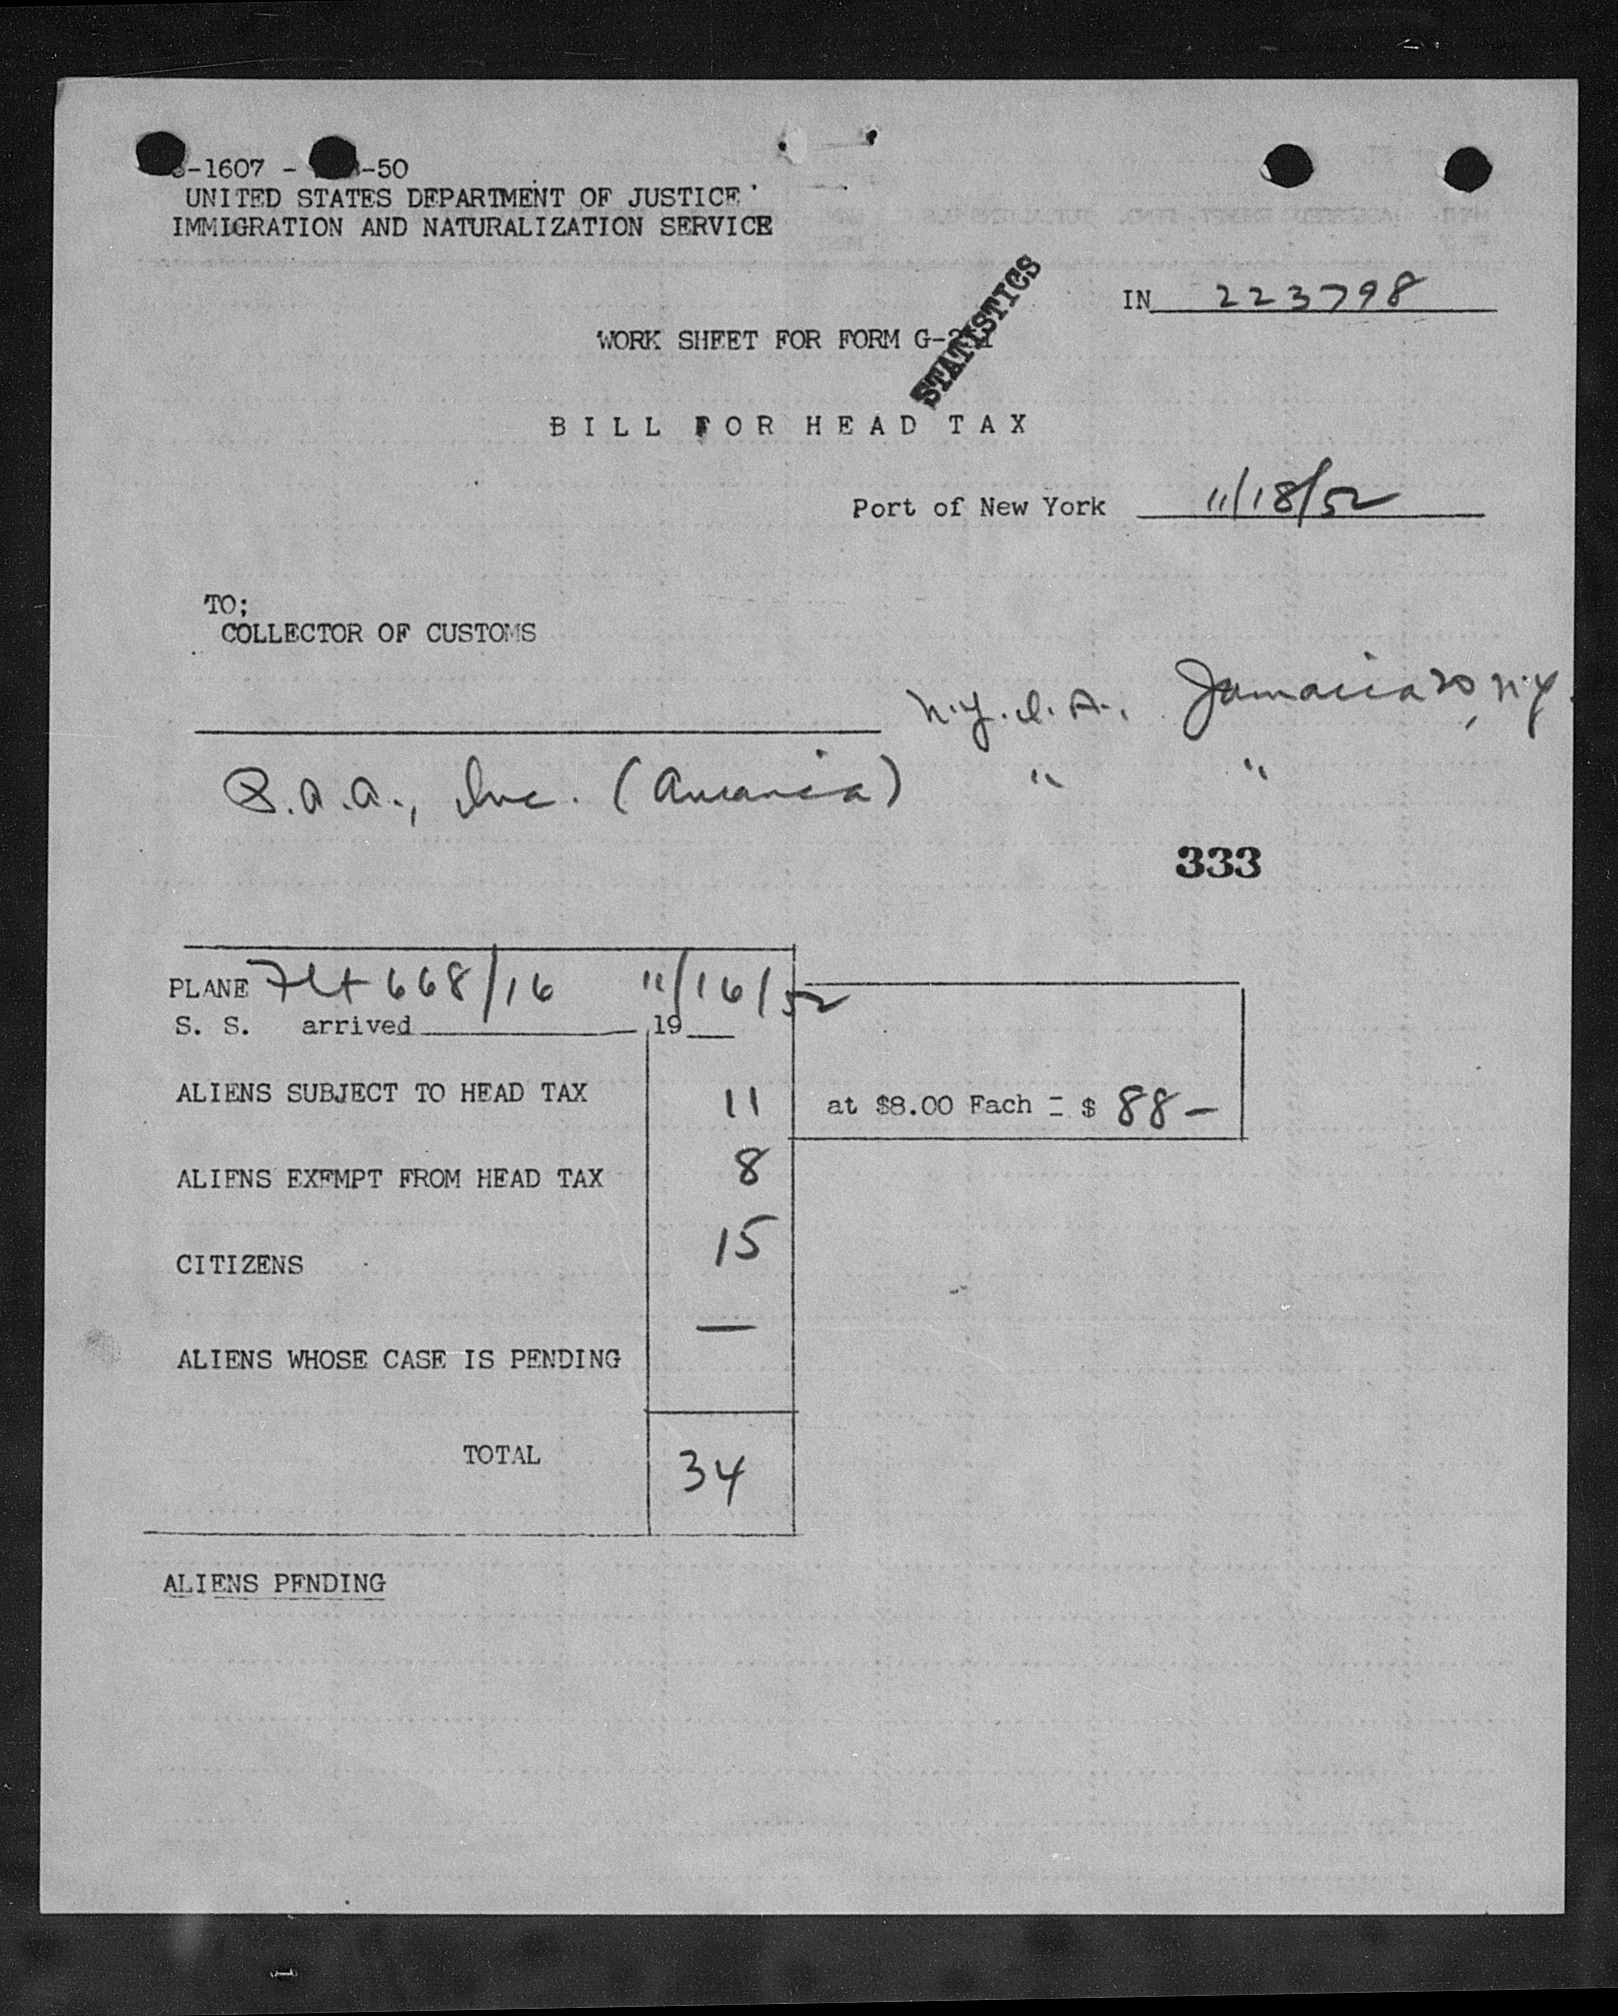 -1607 - -50
UNITED STATES DEPARTMENT OF JUSTICE
IMMIGRATION AND NATURALIZATION SERVICE
STATISTICS
IN 223798
WORK SHEET FOR FORM G-
BILL FOR HEAD TAX
Port of New York 11/18/52
TO;
COLLECTOR OF CUSTOMS
N.Y.I.A., Jamaica 20, N.Y.
A.A., Inc. ( ) " "
333
PLANE Flt 668/16 11/16/52
S. S. arrived 19
ALIENS SUBJECT TO HEAD TAX 11 at $8.00 Each = $ 88 —
ALIENS EXEMPT FROM HEAD TAX 8
CITIZENS 15
ALIENS WHOSE CASE IS PENDING —
TOTAL 34
ALIENS PENDING